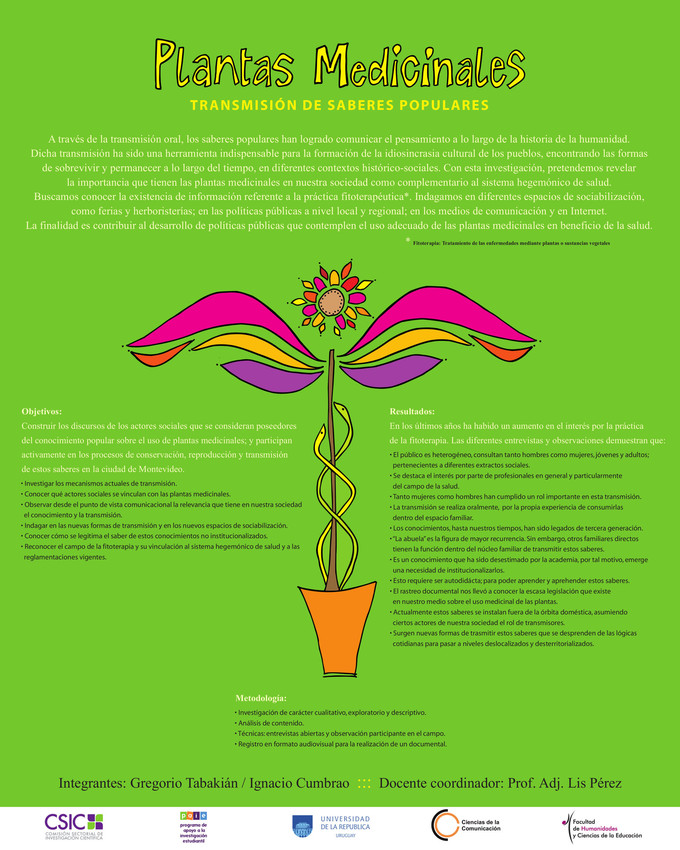 Plantas Medicinales
TRANSMISIÓN DE SABERES POPULARES
A través de la transmisión oral, los saberes populares han logrado comunicar el pensamiento a lo largo de la historia de la humanidad.
Dicha transmisión ha sido una herramienta indispensable para la formación de la idiosincrasia cultural de los pueblos, encontrando las formas
de sobrevivir y permanecer a lo largo del tiempo, en diferentes contextos histórico-sociales. Con esta investigación, pretendemos revelar
la importancia que tienen las plantas medicinales en nuestra sociedad como complementario al sistema hegemónico de salud.
Buscamos conocer la existencia de información referente a la práctica fitoterapéutica*. Indagamos en diferentes espacios de sociabilización,
como ferias y herboristerías; en las políticas públicas a nivel local y regional; en los medios de comunicación y en Internet.
La finalidad es contribuir al desarrollo de políticas públicas que contemplen el uso adecuado de las plantas medicinales en beneficio de la salud.
* Fitoterapia: Tratamiento de las enfermedades mediante plantas o sustancias vegetales
Objetivos:
Construir los discursos de los actores sociales que se consideran poseedores
del conocimiento popular sobre el uso de plantas medicinales; y participan
activamente en los procesos de conservación, reproducción y transmisión
de estos saberes en la ciudad de Montevideo.
• Investigar los mecanismos actuales de transmisión.
• Conocer qué actores sociales se vinculan con las plantas medicinales.
• Observar desde el punto de vista comunicacional la relevancia que tiene en nuestra sociedad
el conocimiento y la transmisión.
• Indagar en las nuevas formas de transmisión y en los nuevos espacios de sociabilización.
• Conocer cómo se legitima el saber de estos conocimientos no institucionalizados.
• Reconocer el campo de la fitoterapia y su vinculación al sistema hegemónico de salud y a las
reglamentaciones vigentes.
Resultados:
En los últimos años ha habido un aumento en el interés por la práctica
de la fitoterapia. Las diferentes entrevistas y observaciones demuestran que:
• El público es heterogéneo, consultan tanto hombres como mujeres, jóvenes y adultos;
pertenecientes a diferentes extractos sociales.
• Se destaca el interés por parte de profesionales en general y particularmente
del campo de la salud.
• Tanto mujeres como hombres han cumplido un rol importante en esta transmisión.
• La transmisión se realiza oralmente, por la propia experiencia de consumirlas
dentro del espacio familiar.
• Los conocimientos, hasta nuestros tiempos, han sido legados de tercera generación.
• "La abuela" es la figura de mayor recurrencia. Sin embargo, otros familiares directos
tienen la función dentro del núcleo familiar de transmitir estos saberes.
• Es un conocimiento que ha sido desestimado por la academia, por tal motivo, emerge
una necesidad de institucionalizarlos.
• Esto requiere ser autodidácta; para poder aprender y aprehender estos saberes.
• El rastreo documental nos llevó a conocer la escasa legislación que existe
en nuestro medio sobre el uso medicinal de las plantas.
• Actualmente estos saberes se instalan fuera de la órbita doméstica, asumiendo
ciertos actores de nuestra sociedad el rol de transmisores.
• Surgen nuevas formas de trasmitir estos saberes que se desprenden de las lógicas
cotidianas para pasar a niveles deslocalizados y desterritorializados.
Metodología:
• Investigación de carácter cualitativo, exploratorio y descriptivo.
• Análisis de contenido.
• Técnicas: entrevistas abiertas y observación participante en el campo.
• Registro en formato audiovisual para la realización de un documental.
Integrantes: Gregorio Tabakián / Ignacio Cumbrao ::: Docente coordinador: Prof. Adj. Lis Pérez
CSIC
COMISIÓN SECTORIAL DE
INVESTIGACIÓN CIENTÍFICA
paie
programa de
apoyo a la
investigación
estudiantil
UNIVERSIDAD
DE LA REPUBLICA
URUGUAY
Ciencias de la
Comunicación
Facultad
de Humanidades
y Ciencias de la Educación